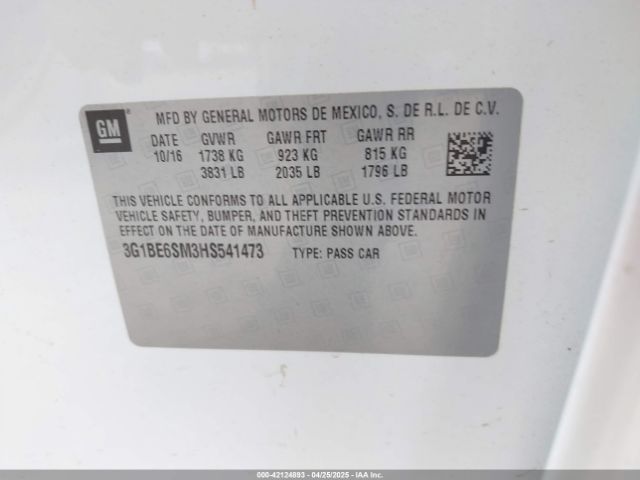 GM
MFD BY GENERAL MOTORS DE MEXICO, S. DE R.L. DE C.V.
DATE GVWR GAWR FRT GAWR RR
10/16 1738 KG 923 KG 815 KG
3831 LB 2035 LB 1796 LB
THIS VEHICLE CONFORMS TO ALL APPLICABLE U.S. FEDERAL MOTOR
VEHICLE SAFETY, BUMPER, AND THEFT PREVENTION STANDARDS IN
EFFECT ON THE DATE OF MANUFACTURE SHOWN ABOVE.
3G1BE6SM3HS541473 TYPE: PASS CAR
000-42124893 04/25/2025 IAA, Inc.